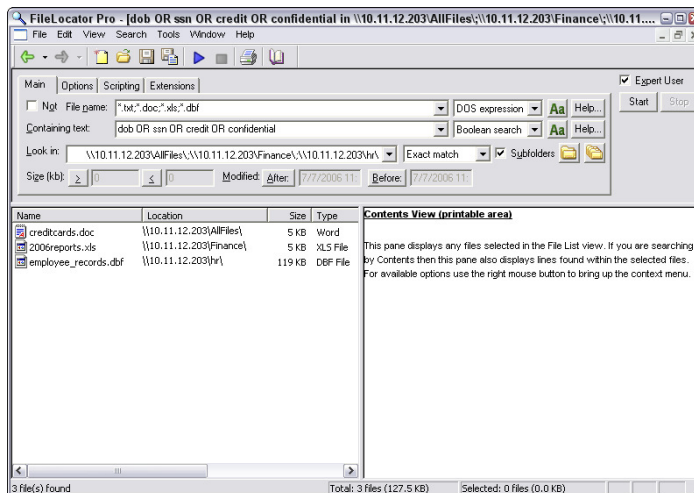 FileLocator Pro - [dob OR ssn OR credit OR confidential in \\10.11.12.203\AllFiles\;\\10.11.12.203\Finance\;\\10.11....
File Edit View Search Tools Window Help
Main Options Scripting Extensions
Expert User
Not File name: *.txt;*.doc;*.xls;*.dbf DOS expression Aa Help... Start Stop
Containing text: dob OR ssn OR credit OR confidential Boolean search Aa Help...
Look in: \\10.11.12.203\AllFiles\;\\10.11.12.203\Finance\;\\10.11.12.203\hr\ Exact match Subfolders
Size (kb): ≥ 0 ≤ 0 Modified: After: 7/7/2006 11: Before: 7/7/2006 11:
Name Location Size Type
creditcards.doc \\10.11.12.203\AllFiles\ 5 KB Word
2006reports.xls \\10.11.12.203\Finance\ 5 KB XLS File
employee_records.dbf \\10.11.12.203\hr\ 119 KB DBF File
Contents View (printable area)
This pane displays any files selected in the File List view. If you are searching
by Contents then this pane also displays lines found within the selected files.
For available options use the right mouse button to bring up the context menu.
3 file(s) found Total: 3 files (127.5 KB) Selected: 0 files (0.0 KB)